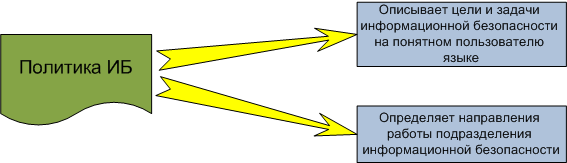 Политика ИБ
Описывает цели и задачи
информационной безопасности
на понятном пользователю
языке
Определяет направления
работы подразделения
информационной безопасности